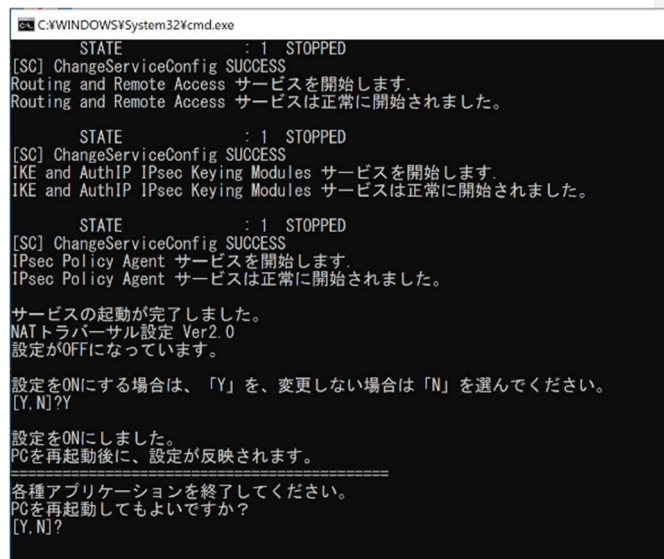 C:¥WINDOWS¥System32¥cmd.exe
STATE : 1 STOPPED
[SC] ChangeServiceConfig SUCCESS
Routing and Remote Access サービスを開始します.
Routing and Remote Access サービスは正常に開始されました。
STATE : 1 STOPPED
[SC] ChangeServiceConfig SUCCESS
IKE and AuthIP IPsec Keying Modules サービスを開始します.
IKE and AuthIP IPsec Keying Modules サービスは正常に開始されました。
STATE : 1 STOPPED
[SC] ChangeServiceConfig SUCCESS
IPsec Policy Agent サービスを開始します.
IPsec Policy Agent サービスは正常に開始されました。
サービスの起動が完了しました。
NATトラバーサル設定 Ver2.0
設定がOFFになっています。
設定をONにする場合は、「Y」を、変更しない場合は「N」を選んでください。
[Y,N]?Y
設定をONにしました。
PCを再起動後に、設定が反映されます。
==========================================
各種アプリケーションを終了してください。
PCを再起動してもよいですか？
[Y,N]?